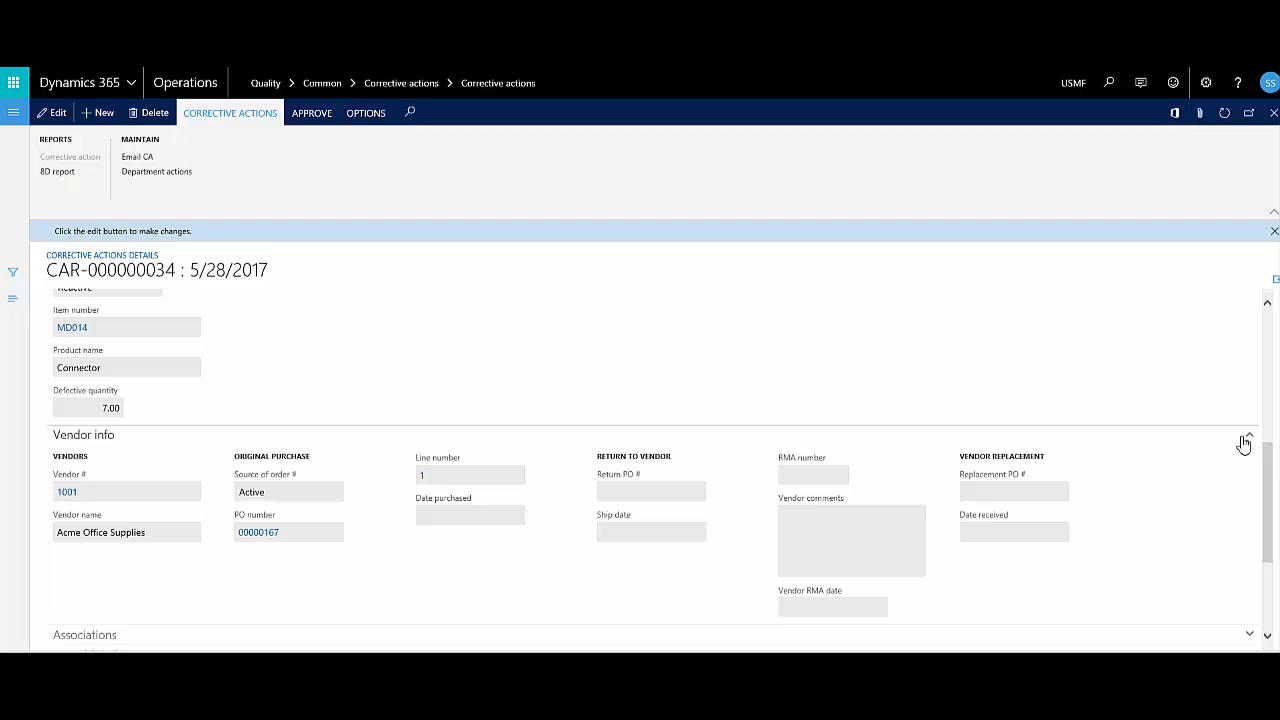 Dynamics 365
Operations
Quality
Common
Corrective actions
Corrective actions
USMF
?
SS
Edit
New
Delete
CORRECTIVE ACTIONS
APPROVE
OPTIONS
REPORTS
Corrective action
8D report
MAINTAIN
Email CA
Department actions
Click the edit button to make changes.
CORRECTIVE ACTIONS DETAILS
CAR-000000034 : 5/28/2017
Reactive
Item number
MD014
Product name
Connector
Defective quantity
7.00
Vendor info
VENDORS
Vendor #
1001
Vendor name
Acme Office Supplies
ORIGINAL PURCHASE
Source of order #
Active
PO number
00000167
Line number
1
Date purchased
RETURN TO VENDOR
Return PO #
Ship date
RMA number
Vendor comments
Vendor RMA date
VENDOR REPLACEMENT
Replacement PO #
Date received
Associations